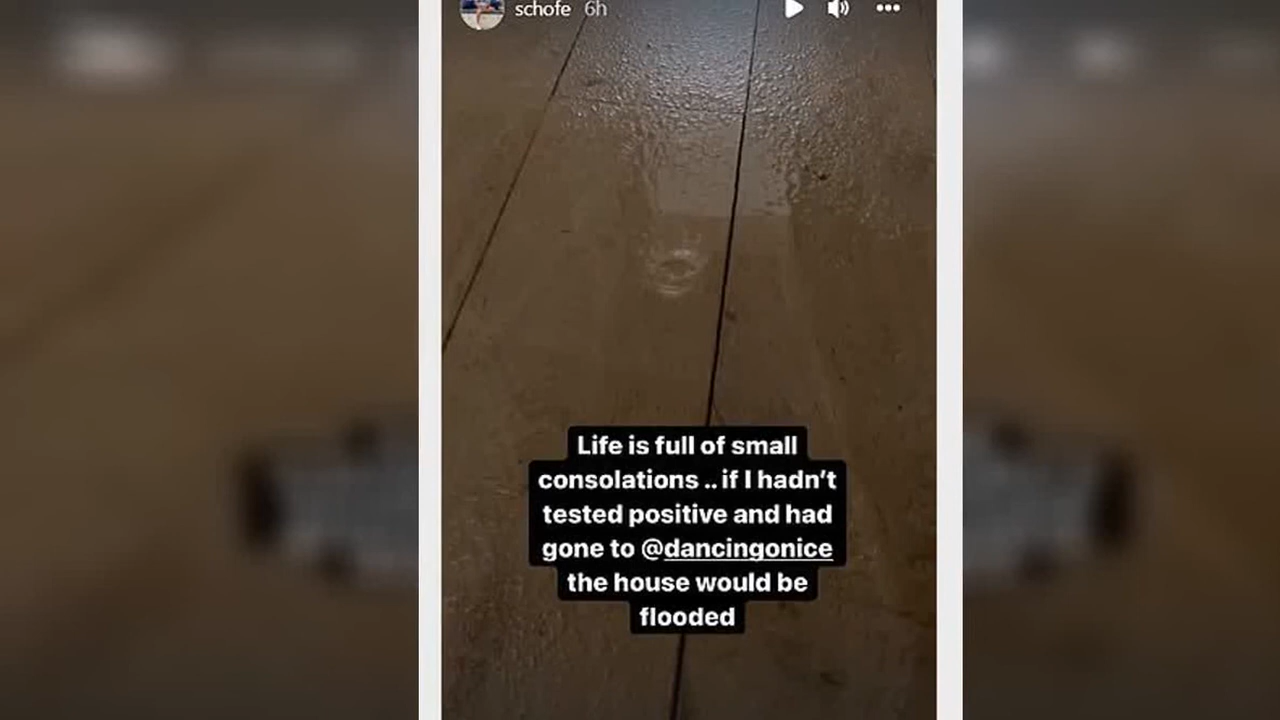 schofe 6h
Life is full of small
consolations .. if I hadn't
tested positive and had
gone to @dancingonice
the house would be
flooded